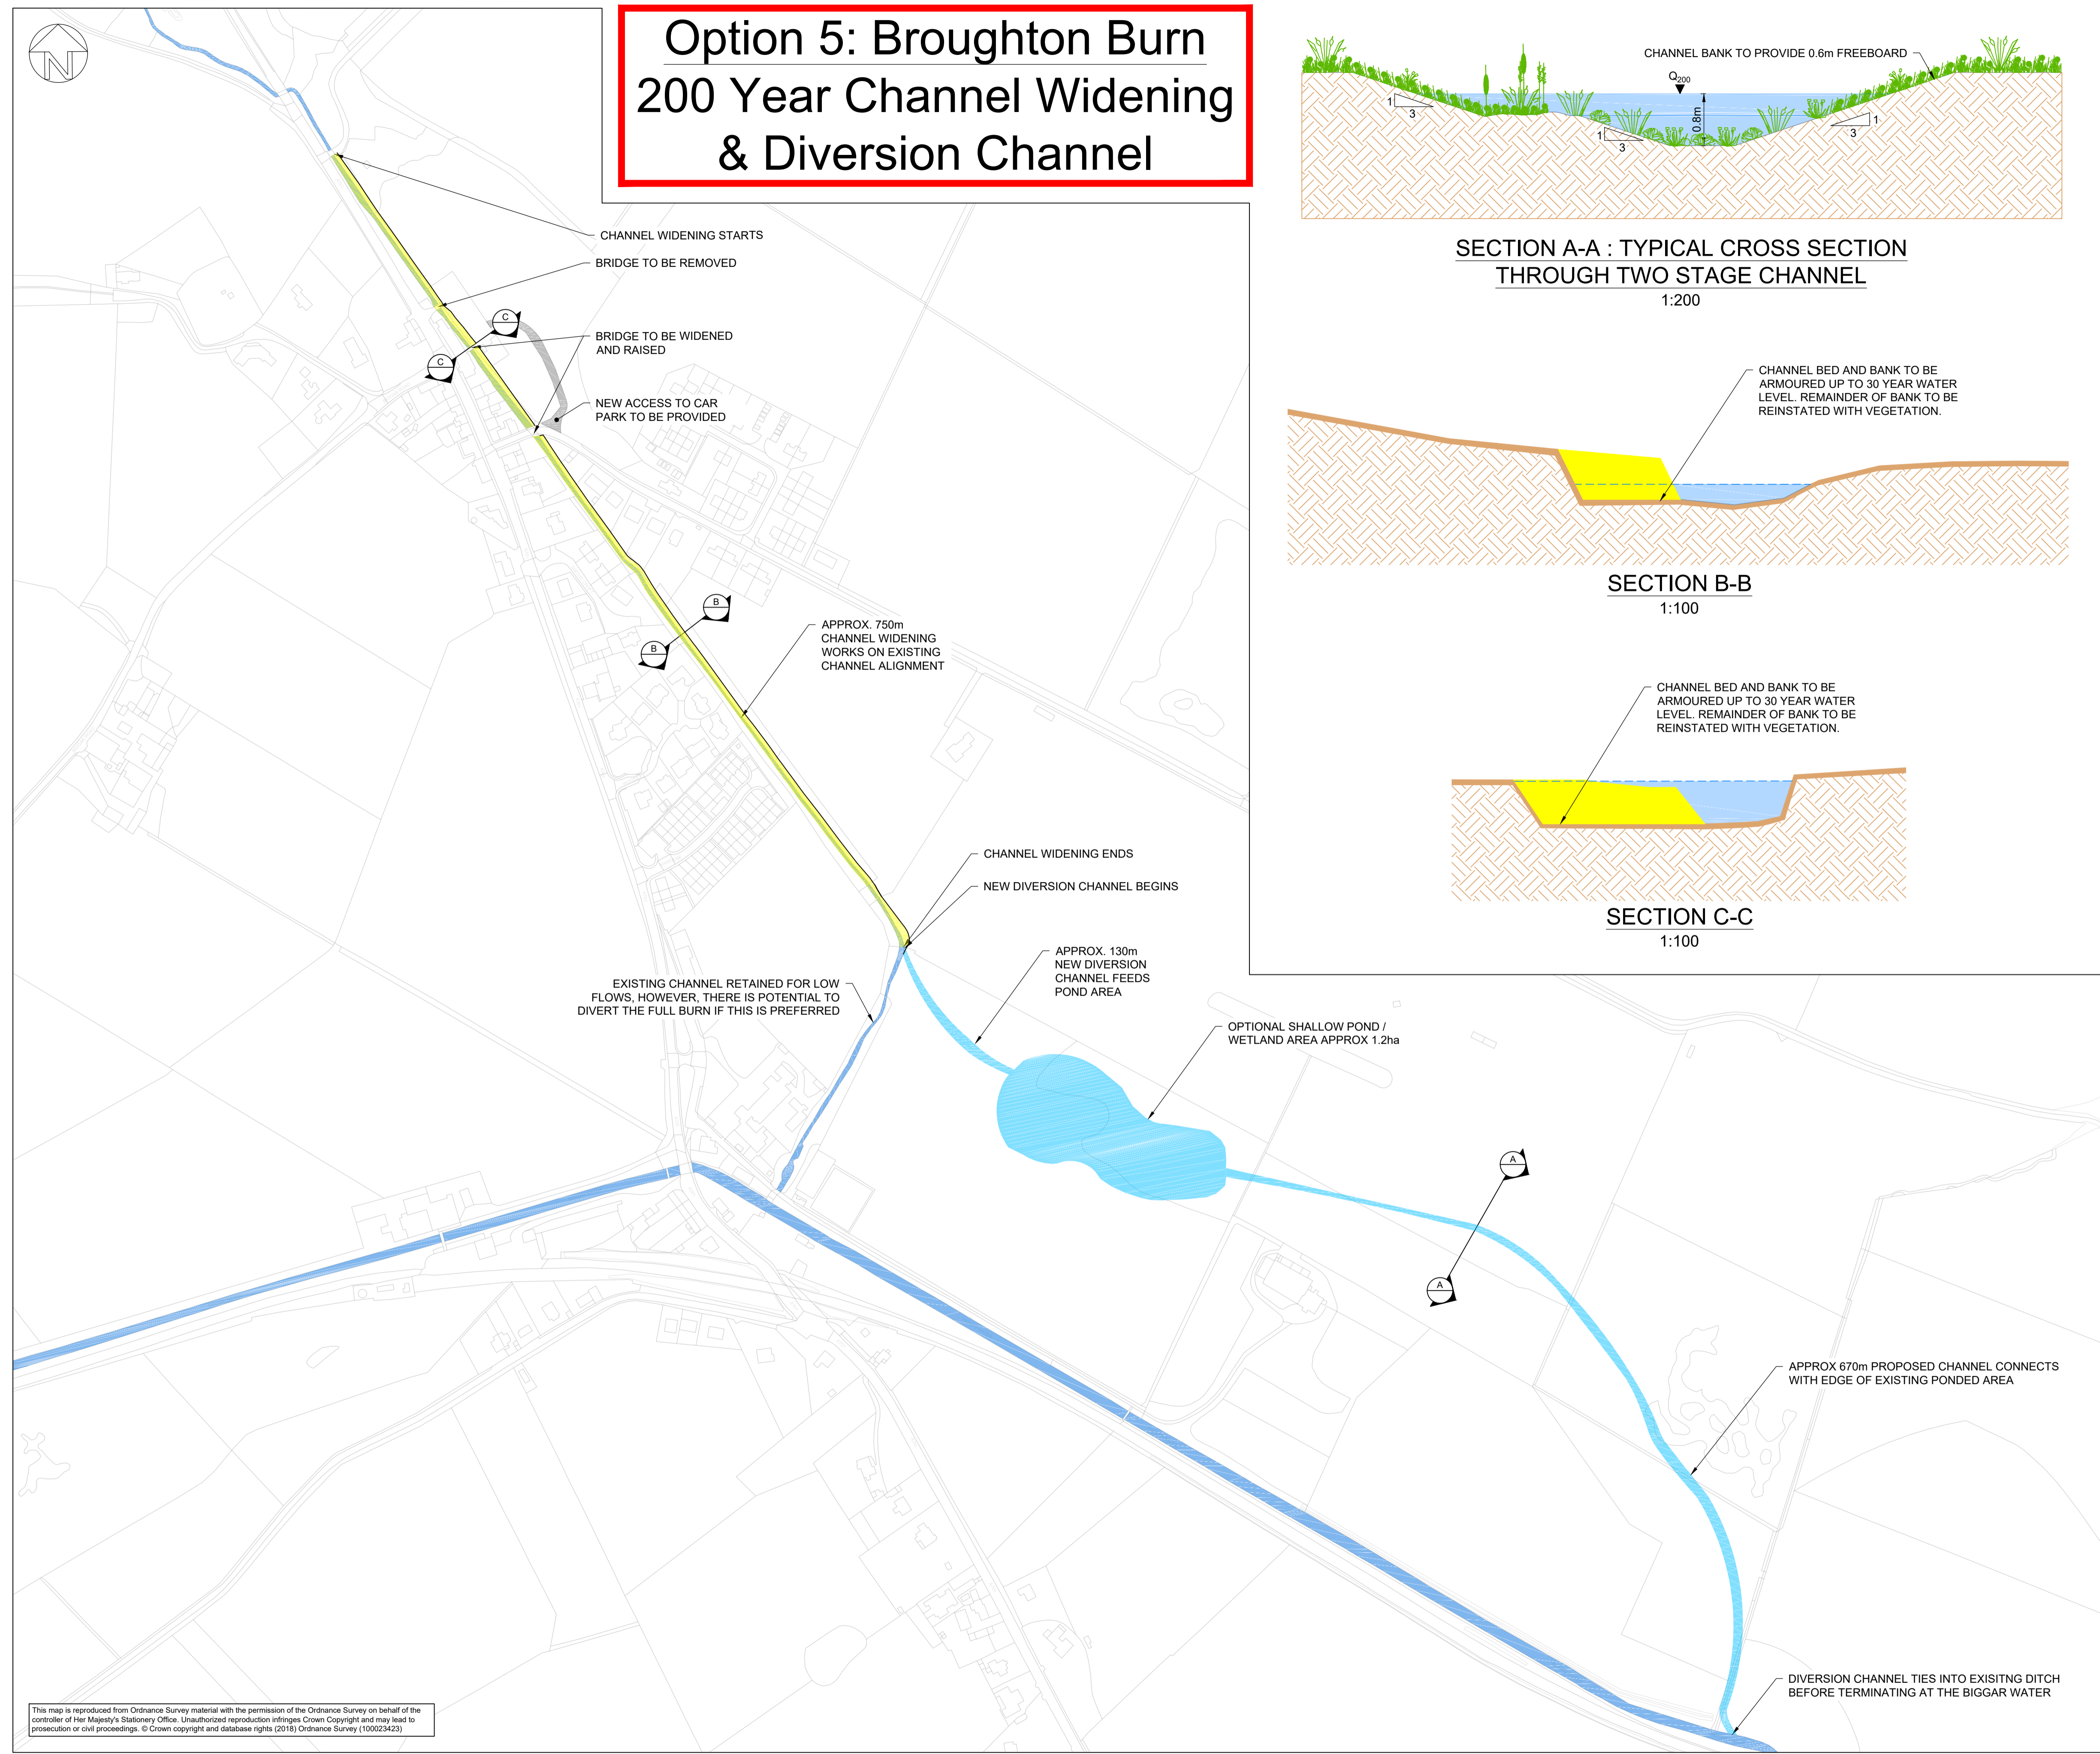 Option 5: Broughton Burn
200 Year Channel Widening
& Diversion Channel
N
CHANNEL WIDENING STARTS
BRIDGE TO BE REMOVED
C
C
BRIDGE TO BE WIDENED
AND RAISED
NEW ACCESS TO CAR
PARK TO BE PROVIDED
B
B
APPROX. 750m
CHANNEL WIDENING
WORKS ON EXISTING
CHANNEL ALIGNMENT
CHANNEL WIDENING ENDS
NEW DIVERSION CHANNEL BEGINS
APPROX. 130m
NEW DIVERSION
CHANNEL FEEDS
POND AREA
EXISTING CHANNEL RETAINED FOR LOW
FLOWS, HOWEVER, THERE IS POTENTIAL TO
DIVERT THE FULL BURN IF THIS IS PREFERRED
OPTIONAL SHALLOW POND /
WETLAND AREA APPROX 1.2ha
A
A
APPROX 670m PROPOSED CHANNEL CONNECTS
WITH EDGE OF EXISTING PONDED AREA
DIVERSION CHANNEL TIES INTO EXISITNG DITCH
BEFORE TERMINATING AT THE BIGGAR WATER
CHANNEL BANK TO PROVIDE 0.6m FREEBOARD
Q200
0.8m
1
3
1
3
1
3
SECTION A-A : TYPICAL CROSS SECTION
THROUGH TWO STAGE CHANNEL
1:200
CHANNEL BED AND BANK TO BE
ARMOURED UP TO 30 YEAR WATER
LEVEL. REMAINDER OF BANK TO BE
REINSTATED WITH VEGETATION.
SECTION B-B
1:100
CHANNEL BED AND BANK TO BE
ARMOURED UP TO 30 YEAR WATER
LEVEL. REMAINDER OF BANK TO BE
REINSTATED WITH VEGETATION.
SECTION C-C
1:100
This map is reproduced from Ordnance Survey material with the permission of the Ordnance Survey on behalf of the
controller of Her Majesty's Stationery Office. Unauthorized reproduction infringes Crown Copyright and may lead to
prosecution or civil proceedings. © Crown copyright and database rights (2018) Ordnance Survey (100023423)